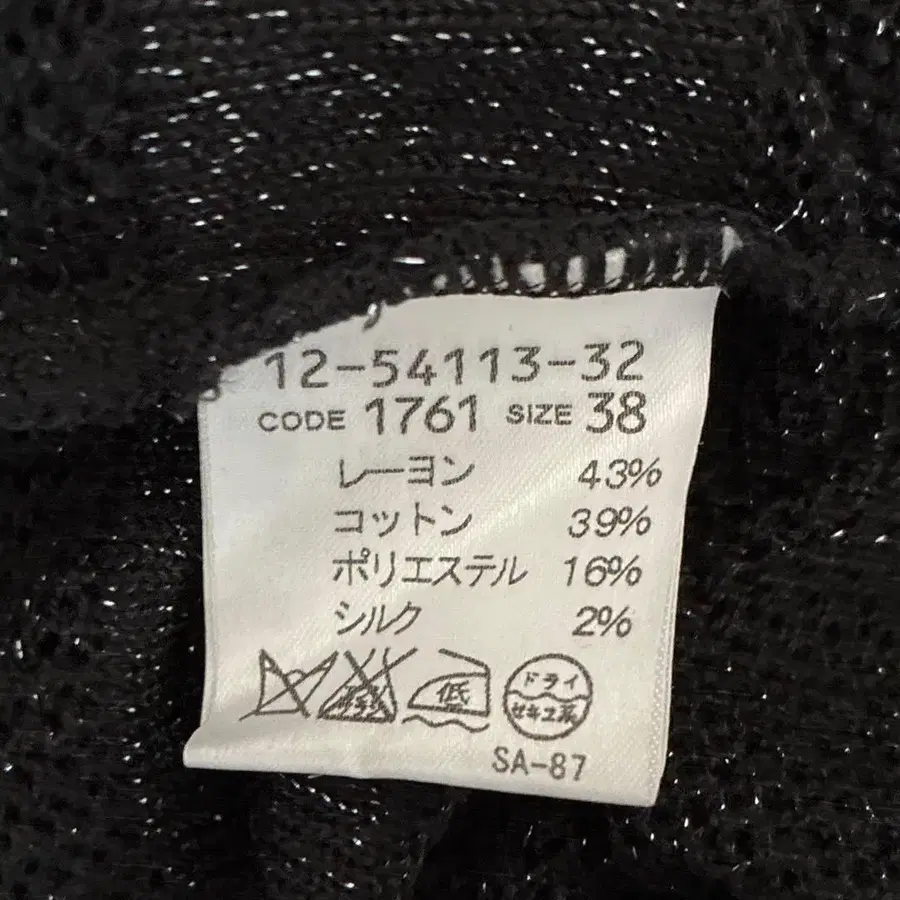 12-54113-32
CODE 1761 SIZE 38
レーヨン 43%
コットン 39%
ポリエステル 16%
シルク 2%
低 ドライ
セキユ系
SA-87